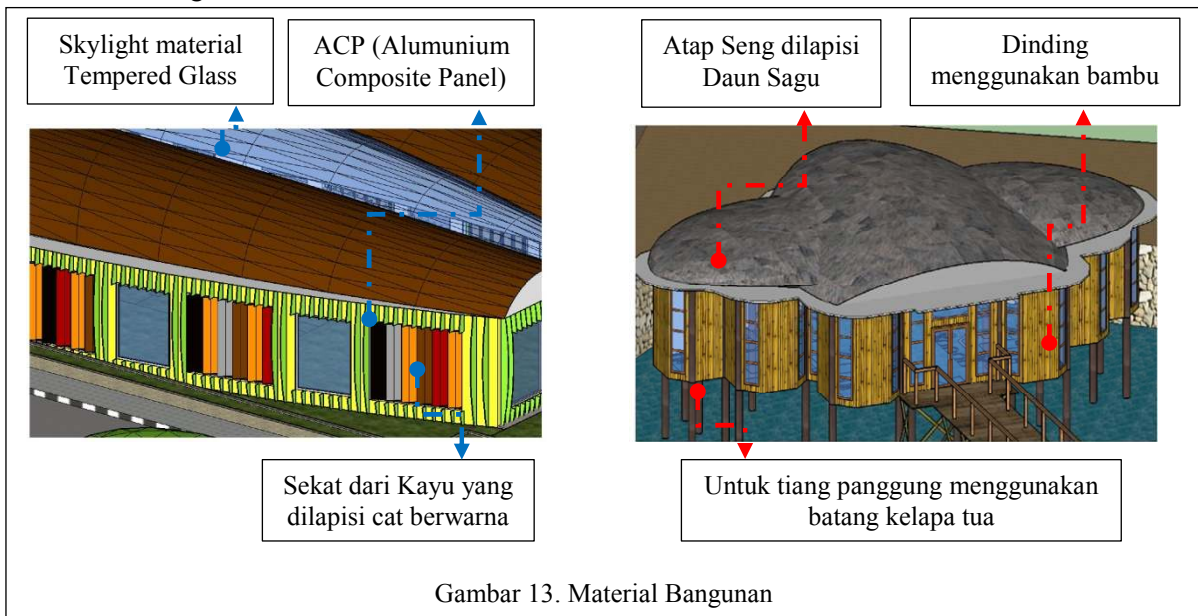 Skylight material
Tempered Glass
ACP (Alumunium
Composite Panel)
Atap Seng dilapisi
Daun Sagu
Dinding
menggunakan bambu
Sekat dari Kayu yang
dilapisi cat berwarna
Untuk tiang panggung menggunakan
batang kelapa tua
Gambar 13. Material Bangunan